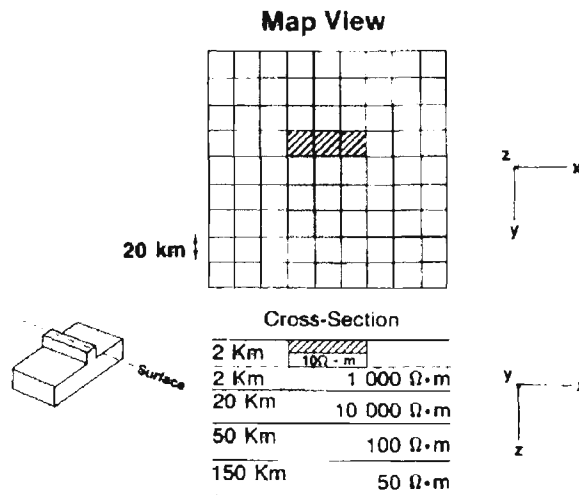 Map View
z
x
y
20 km
Cross-Section
2 Km
10Ω·m
2 Km 1 000 Ω·m
20 Km 10 000 Ω·m
50 Km 100 Ω·m
150 Km 50 Ω·m
Surface
y
z